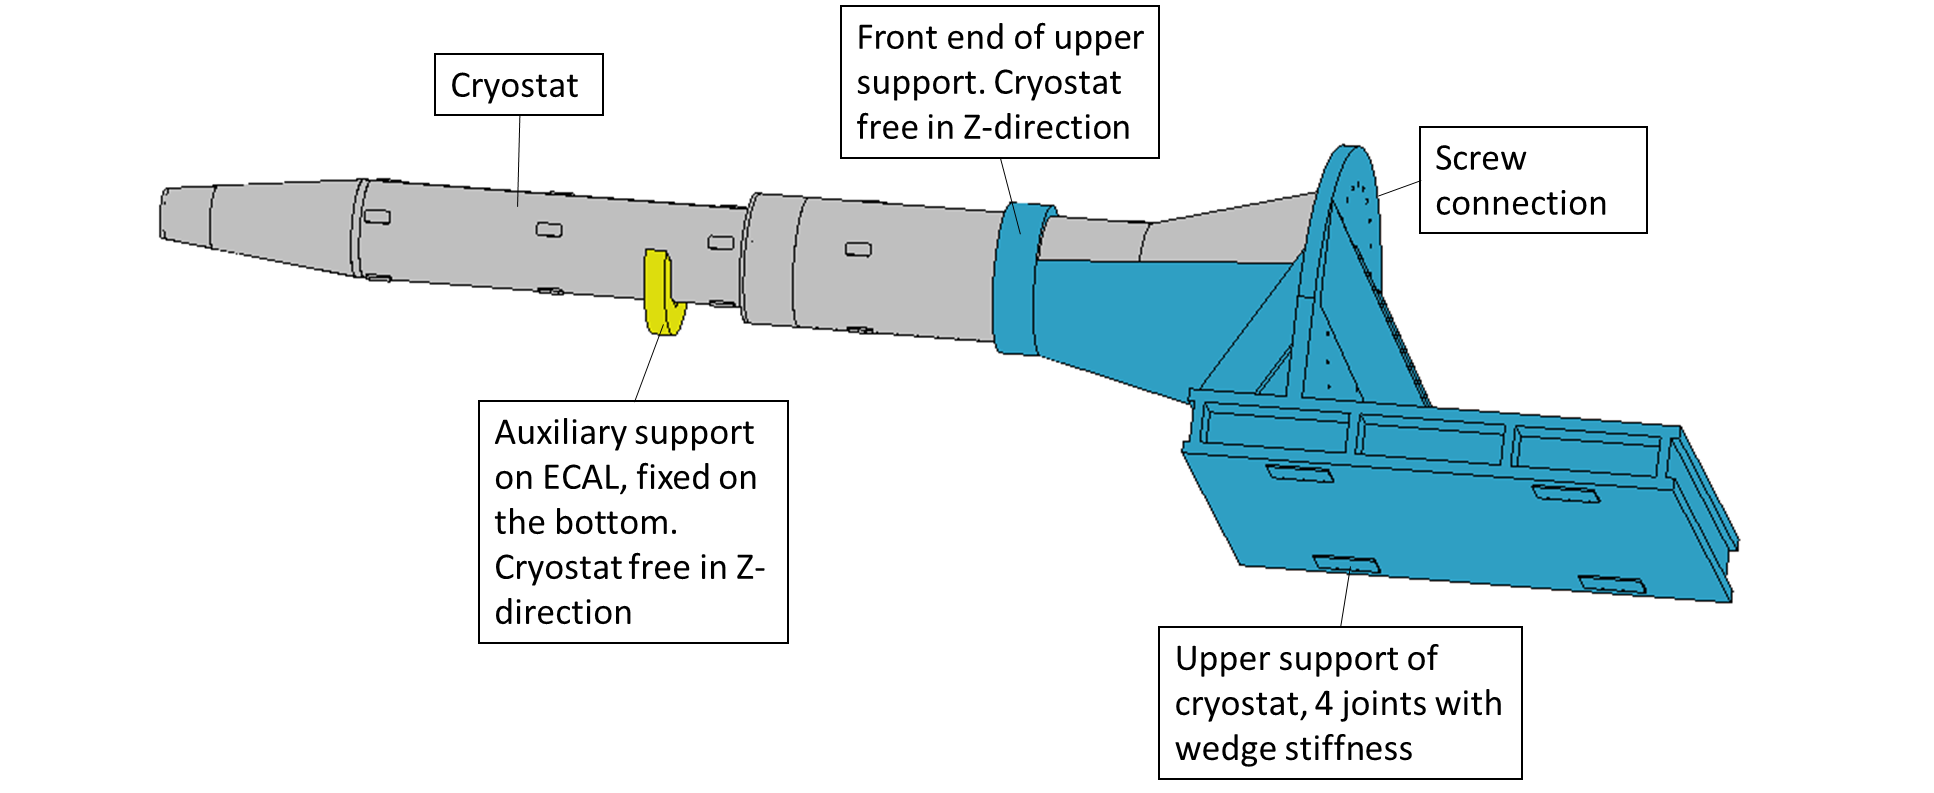 Cryostat
Front end of upper
support. Cryostat
free in Z-direction
Screw
connection
Auxiliary support
on ECAL, fixed on
the bottom.
Cryostat free in Z-
direction
Upper support of
cryostat, 4 joints with
wedge stiffness